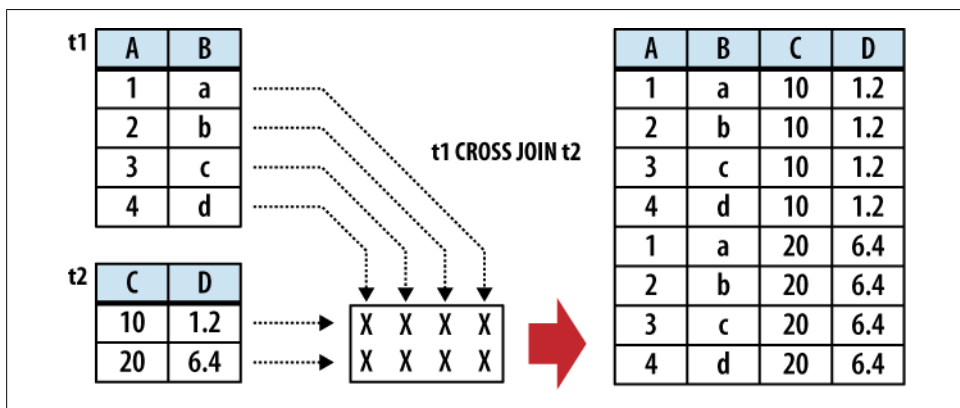 t1
A B
1 a
2 b
3 c
4 d
t2
C D
10 1.2
20 6.4
t1 CROSS JOIN t2
X X X X
X X X X
A B C D
1 a 10 1.2
2 b 10 1.2
3 c 10 1.2
4 d 10 1.2
1 a 20 6.4
2 b 20 6.4
3 c 20 6.4
4 d 20 6.4